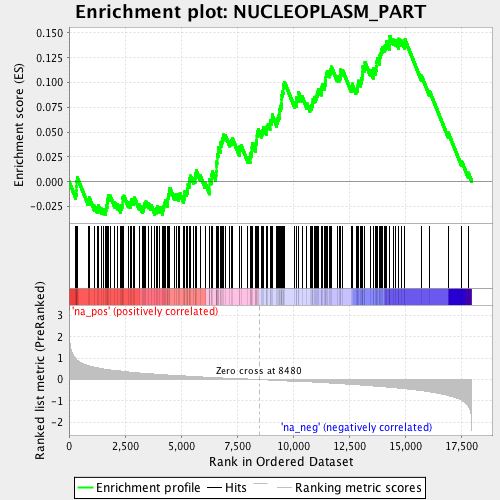 Enrichment plot: NUCLEOPLASM_PART
Enrichment score (ES)
0.150
0.125
0.100
0.075
0.050
0.025
0.000
-0.025
Ranked list metric (PreRanked)
3
2
1
0
-1
-2
'na_pos' (positively correlated)
Zero cross at 8480
'na_neg' (negatively correlated)
0 2,500 5,000 7,500 10,000 12,500 15,000 17,500
Rank in Ordered Dataset
Enrichment profile Hits Ranking metric scores